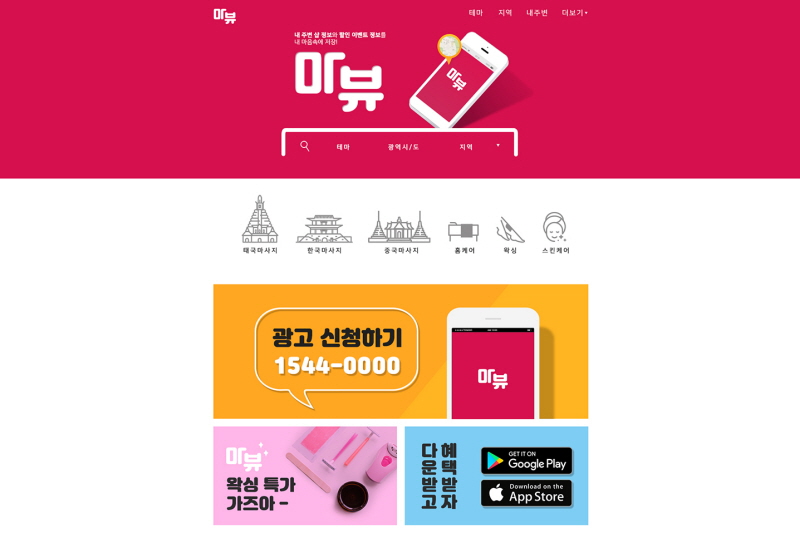 마뷰
테마 지역 내주변 더보기▾
내 주변 샵 정보와 할인 이벤트 정보를
내 마음속에 저장!
마뷰
마뷰
테마 광역시/도 지역 ▾
태국마사지 한국마사지 중국마사지 홈케어 왁싱 스킨케어
광고 신청하기
1544-0000
마뷰
마뷰
왁싱 특가
가즈아 -
다운받고
혜택받자
GET IT ON
Google Play
Download on the
App Store